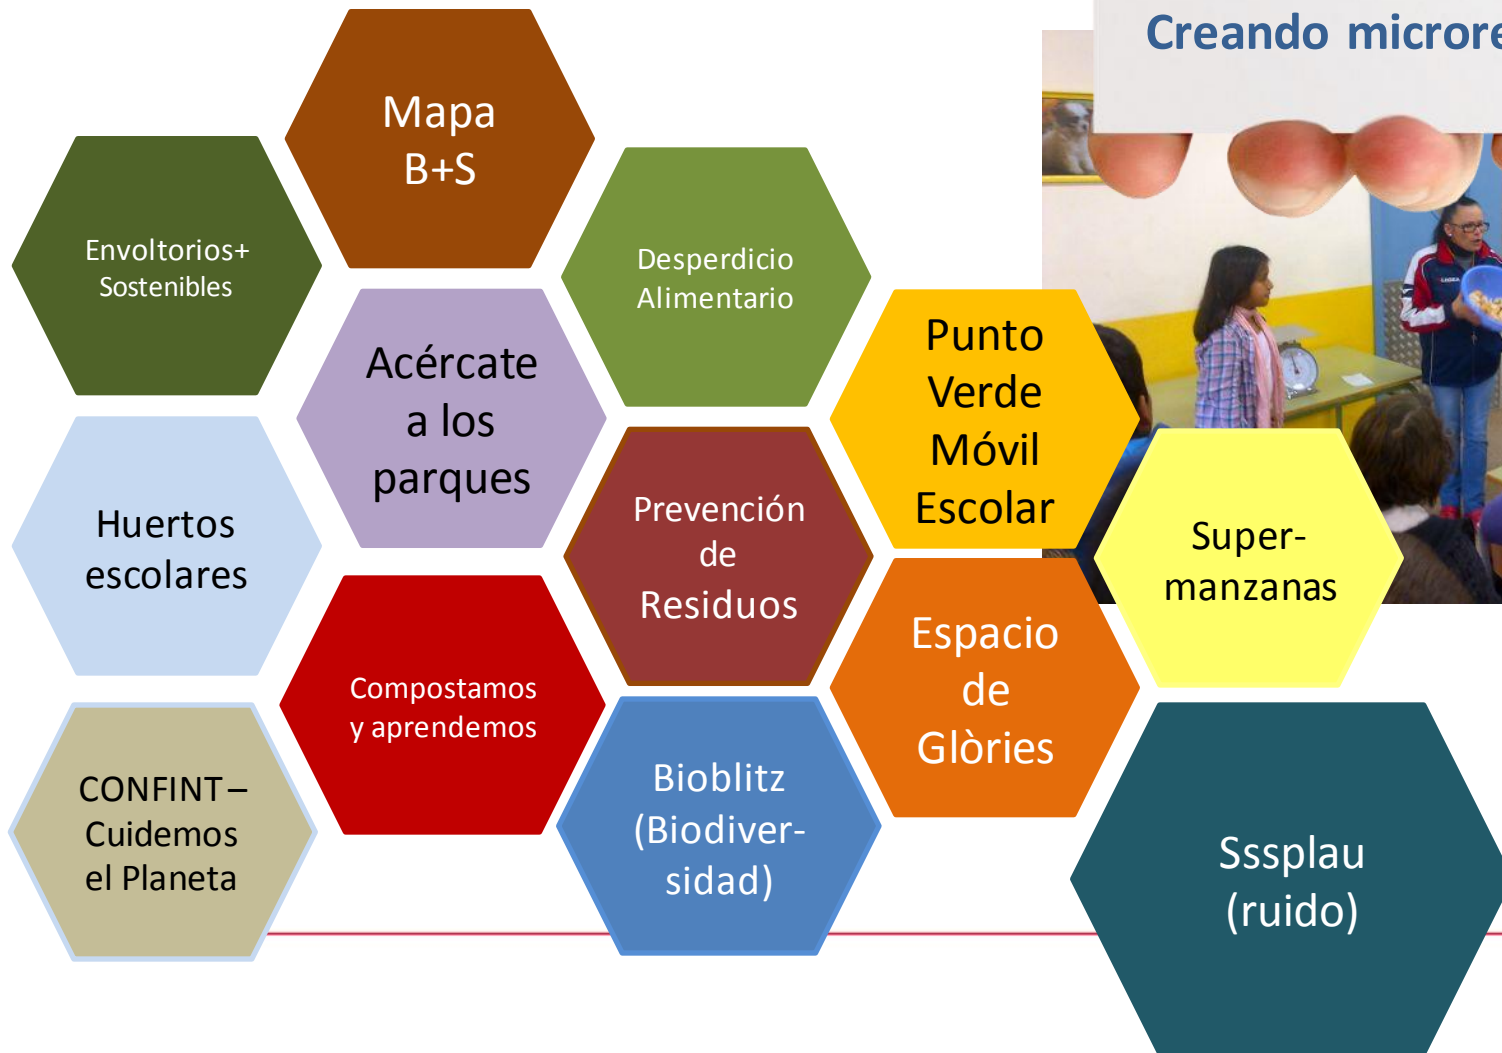 Creando microre
Mapa
B+S
Envoltorios+
Sostenibles
Desperdicio
Alimentario
Acércate
a los
parques
Punto
Verde
Móvil
Escolar
Huertos
escolares
Prevención
de
Residuos
Super-
manzanas
Compostamos
y aprendemos
Espacio
de
Glòries
CONFINT –
Cuidemos
el Planeta
Bioblitz
(Biodiver-
sidad)
Sssplau
(ruido)